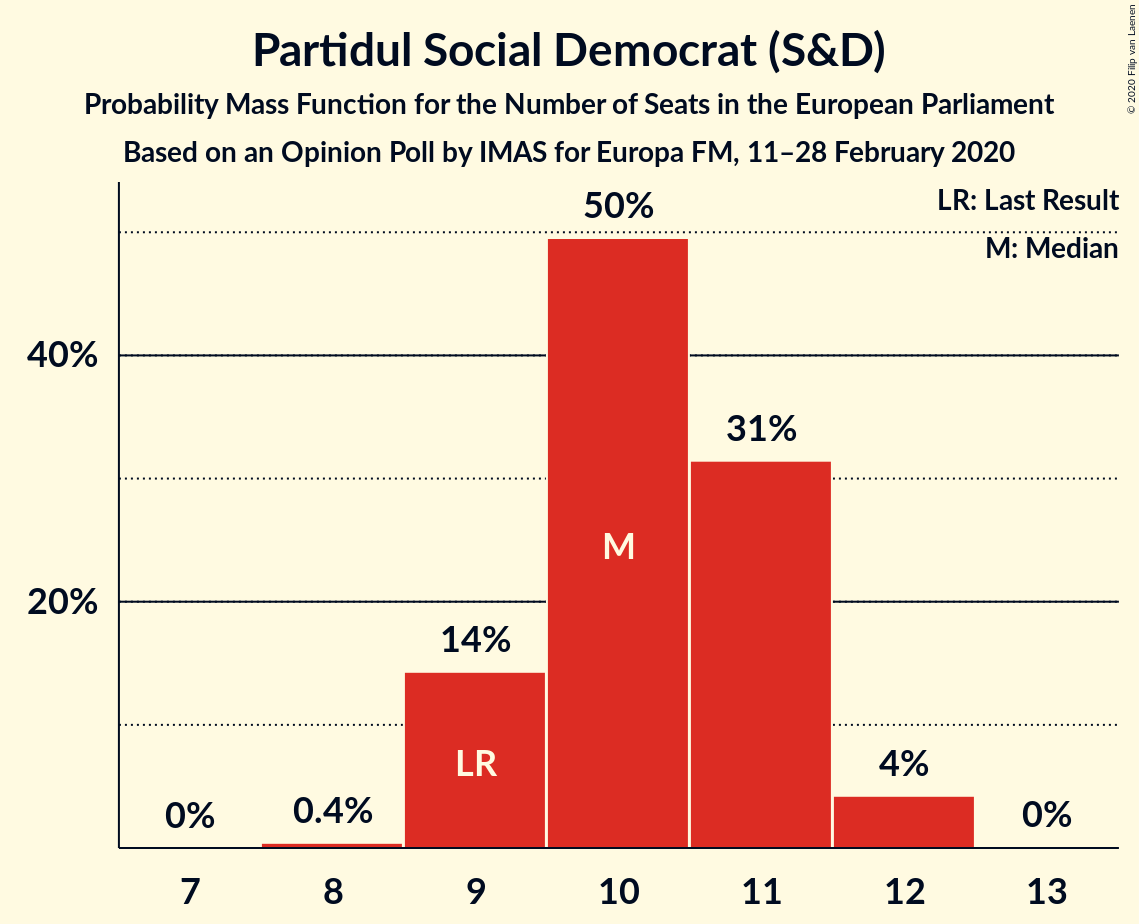 Partidul Social Democrat (S&D)
Probability Mass Function for the Number of Seats in the European Parliament
Based on an Opinion Poll by IMAS for Europa FM, 11–28 February 2020
© 2020 Filip van Laenen
LR: Last Result
M: Median
50%
40%
31%
M
20%
14%
LR
4%
0%
0.4%
0%
7 8 9 10 11 12 13